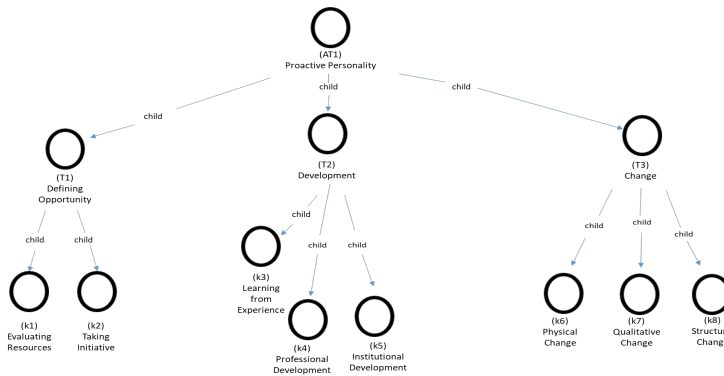 (AT1)
Proactive Personality
child
child
child
(T1)
Defining
Opportunity
(T2)
Development
(T3)
Change
child
child
child
child
child
child
child
child
(k1)
Evaluating
Resources
(k2)
Taking
Initiative
(k3)
Learning
from
Experience
(k4)
Professional
Development
(k5)
Institutional
Development
(k6)
Physical
Change
(k7)
Qualitative
Change
(k8)